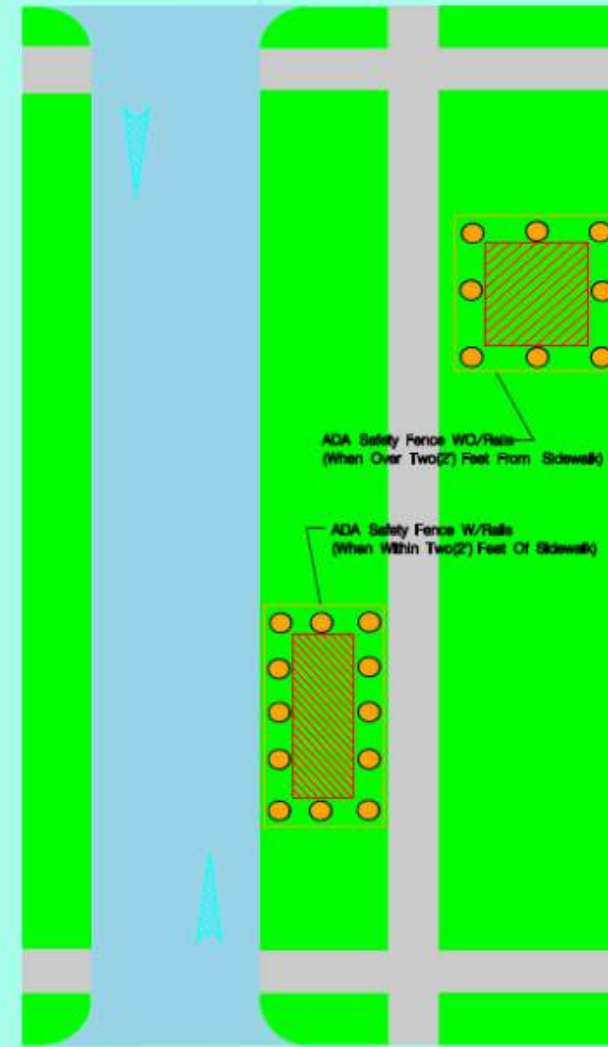 ADA Safety Fence WO/Rails
(When Over Two(2') Feet From Sidewalk)
ADA Safety Fence W/Rails
(When Within Two(2') Feet Of Sidewalk)